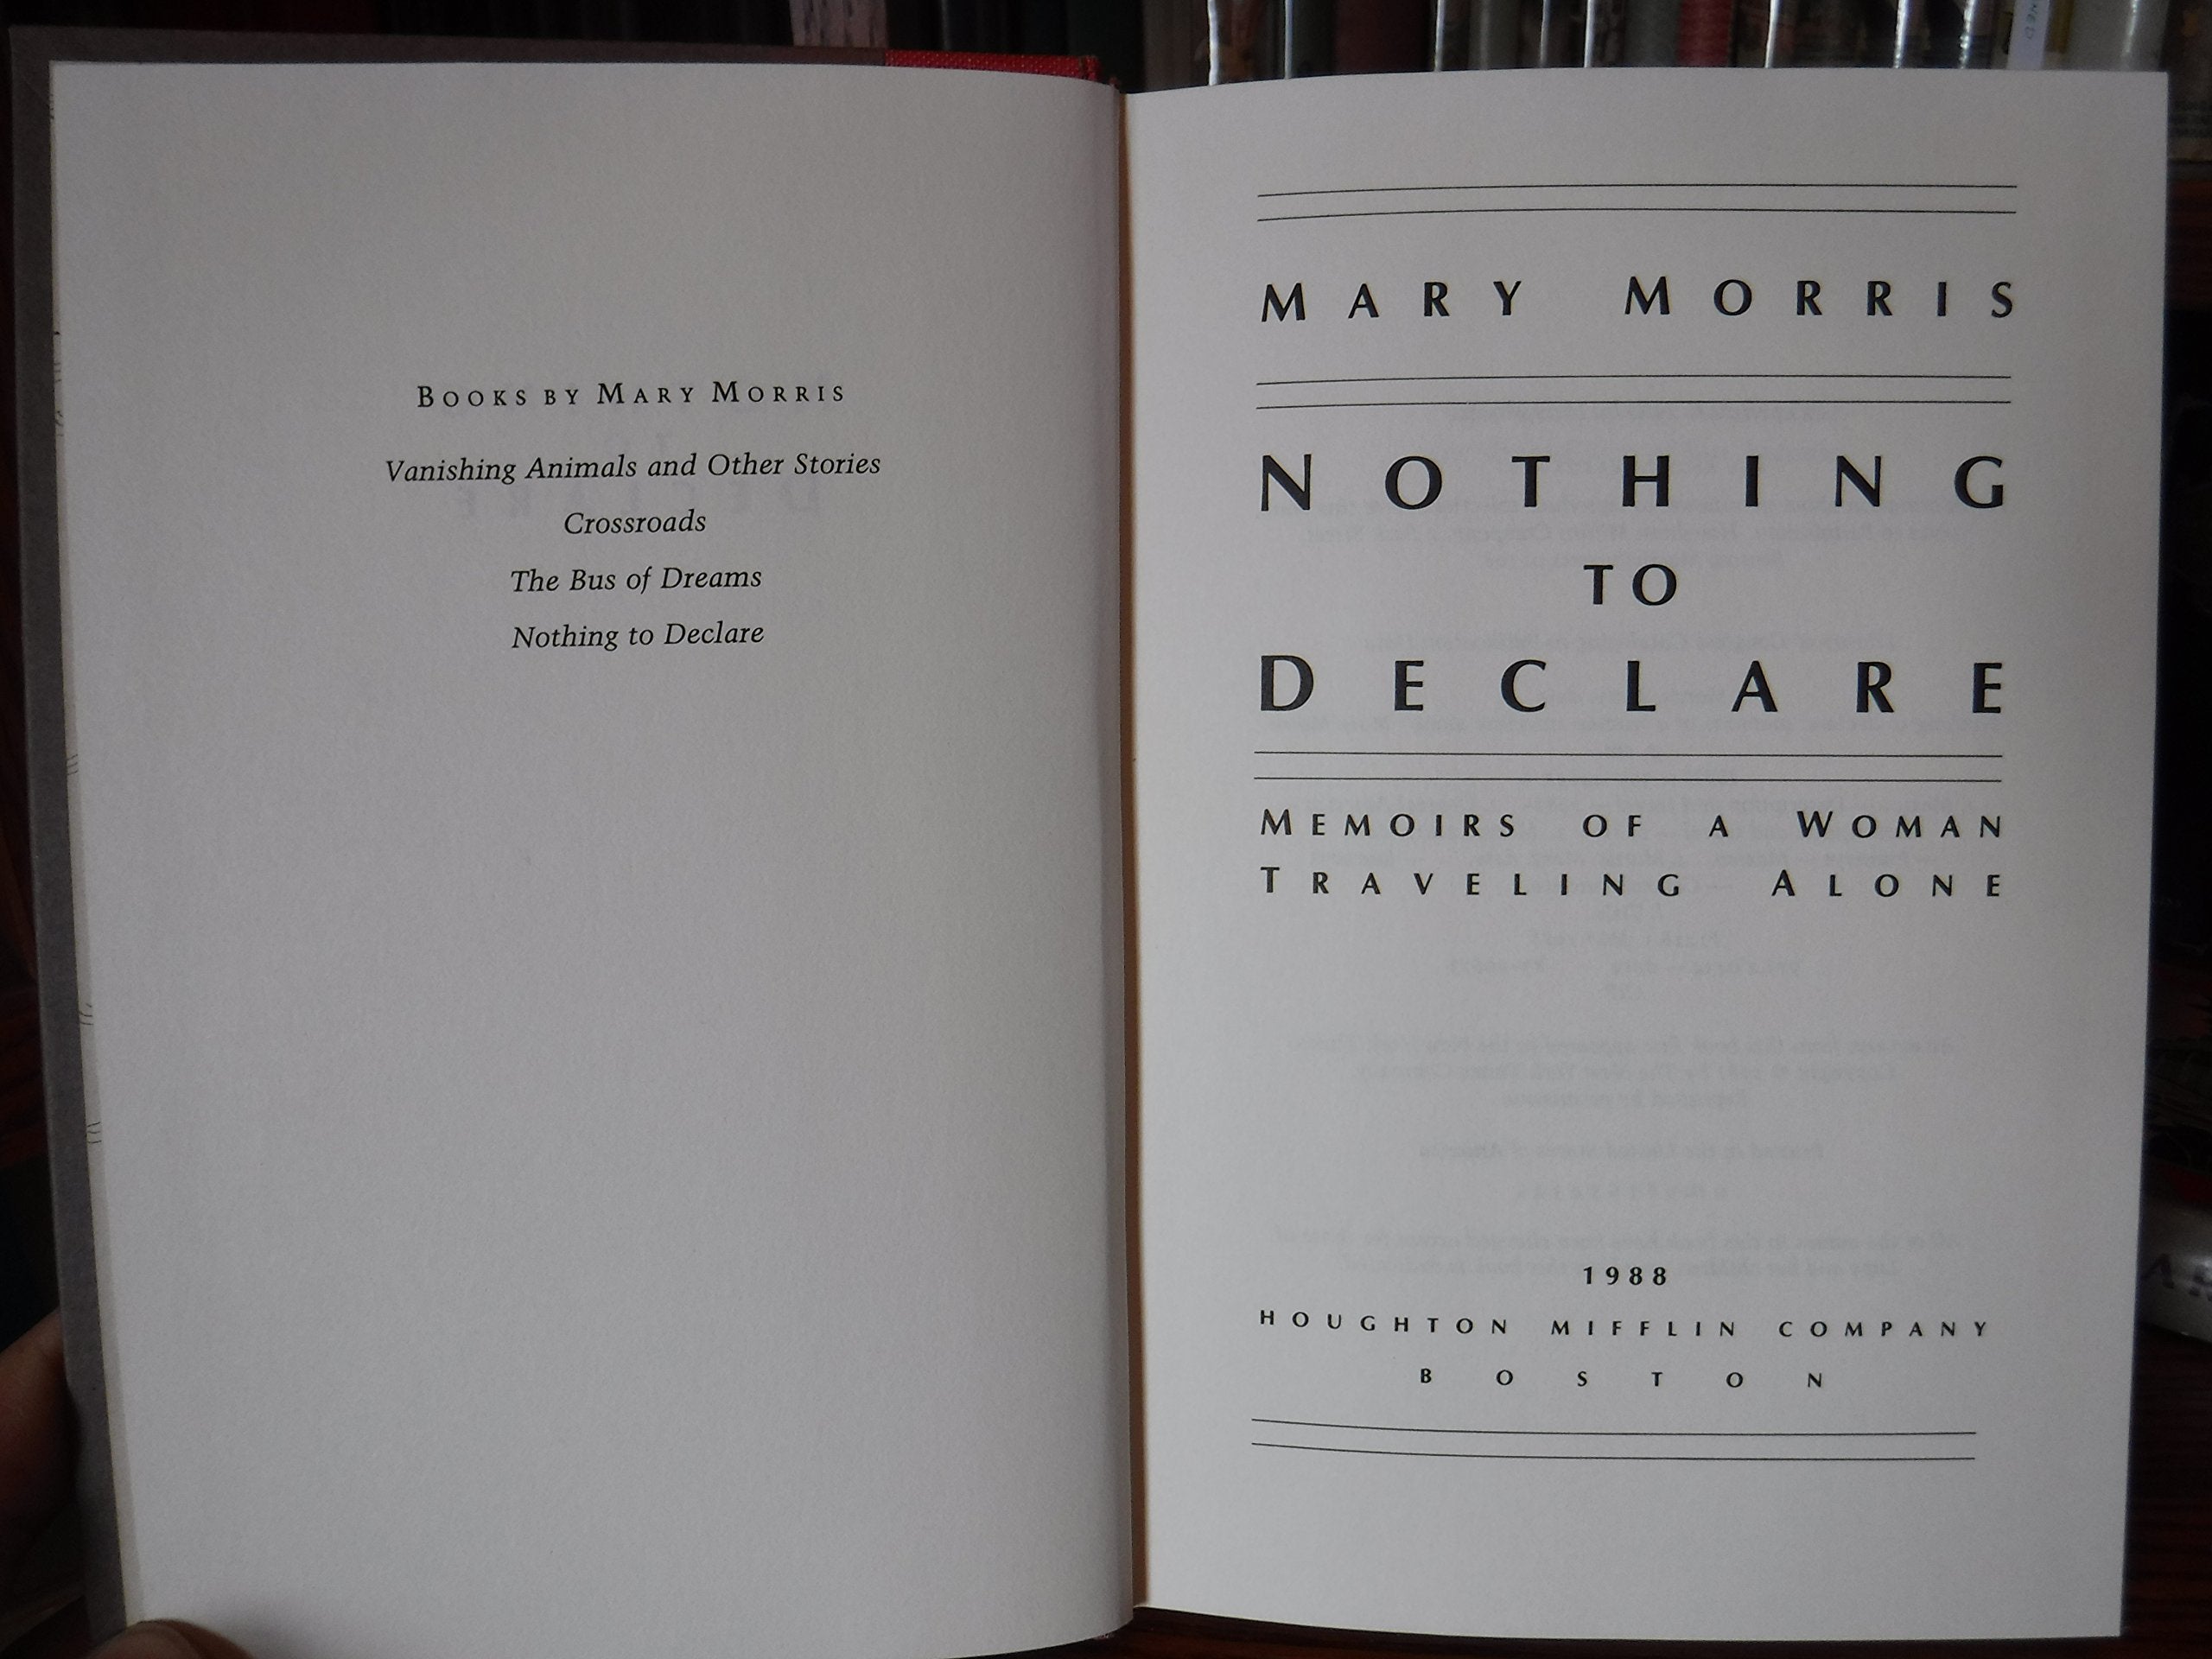 BOOKS BY MARY MORRIS
Vanishing Animals and Other Stories
Crossroads
The Bus of Dreams
Nothing to Declare
MARY MORRIS
NOTHING
TO
DECLARE
MEMOIRS OF A WOMAN
TRAVELING ALONE
1988
HOUGHTON MIFFLIN COMPANY
BOSTON